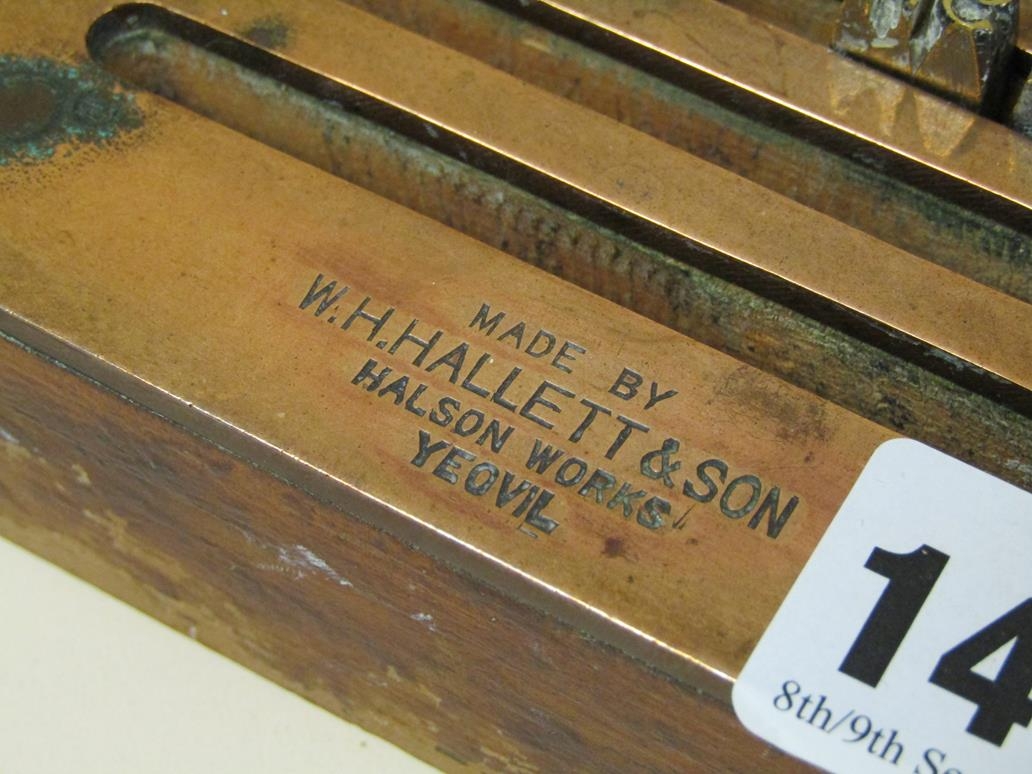 MADE BY
W.H.HALLETT & SON
HALSON WORKS
YEOVIL
14
8th/9th